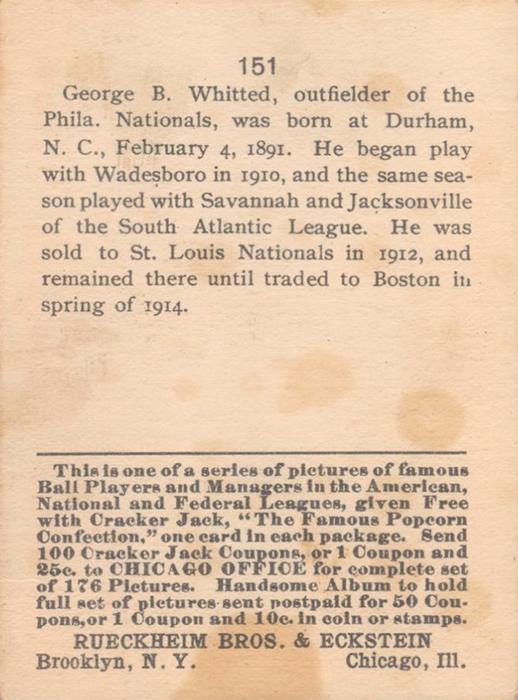 151
George B. Whitted, outfielder of the
Phila. Nationals, was born at Durham,
N. C., February 4, 1891. He began play
with Wadesboro in 1910, and the same sea-
son played with Savannah and Jacksonville
of the South Atlantic League. He was
sold to St. Louis Nationals in 1912, and
remained there until traded to Boston in
spring of 1914.
This is one of a series of pictures of famous
Ball Players and Managers in the American,
National and Federal Leagues, given Free
with Cracker Jack, "The Famous Popcorn
Confection," one card in each package. Send
100 Cracker Jack Coupons, or 1 Coupon and
25c. to CHICAGO OFFICE for complete set
of 176 Pictures. Handsome Album to hold
full set of pictures sent postpaid for 50 Cou-
pons, or 1 Coupon and 10c. in coin or stamps.
RUECKHEIM BROS. & ECKSTEIN
Brooklyn, N. Y. Chicago, Ill.